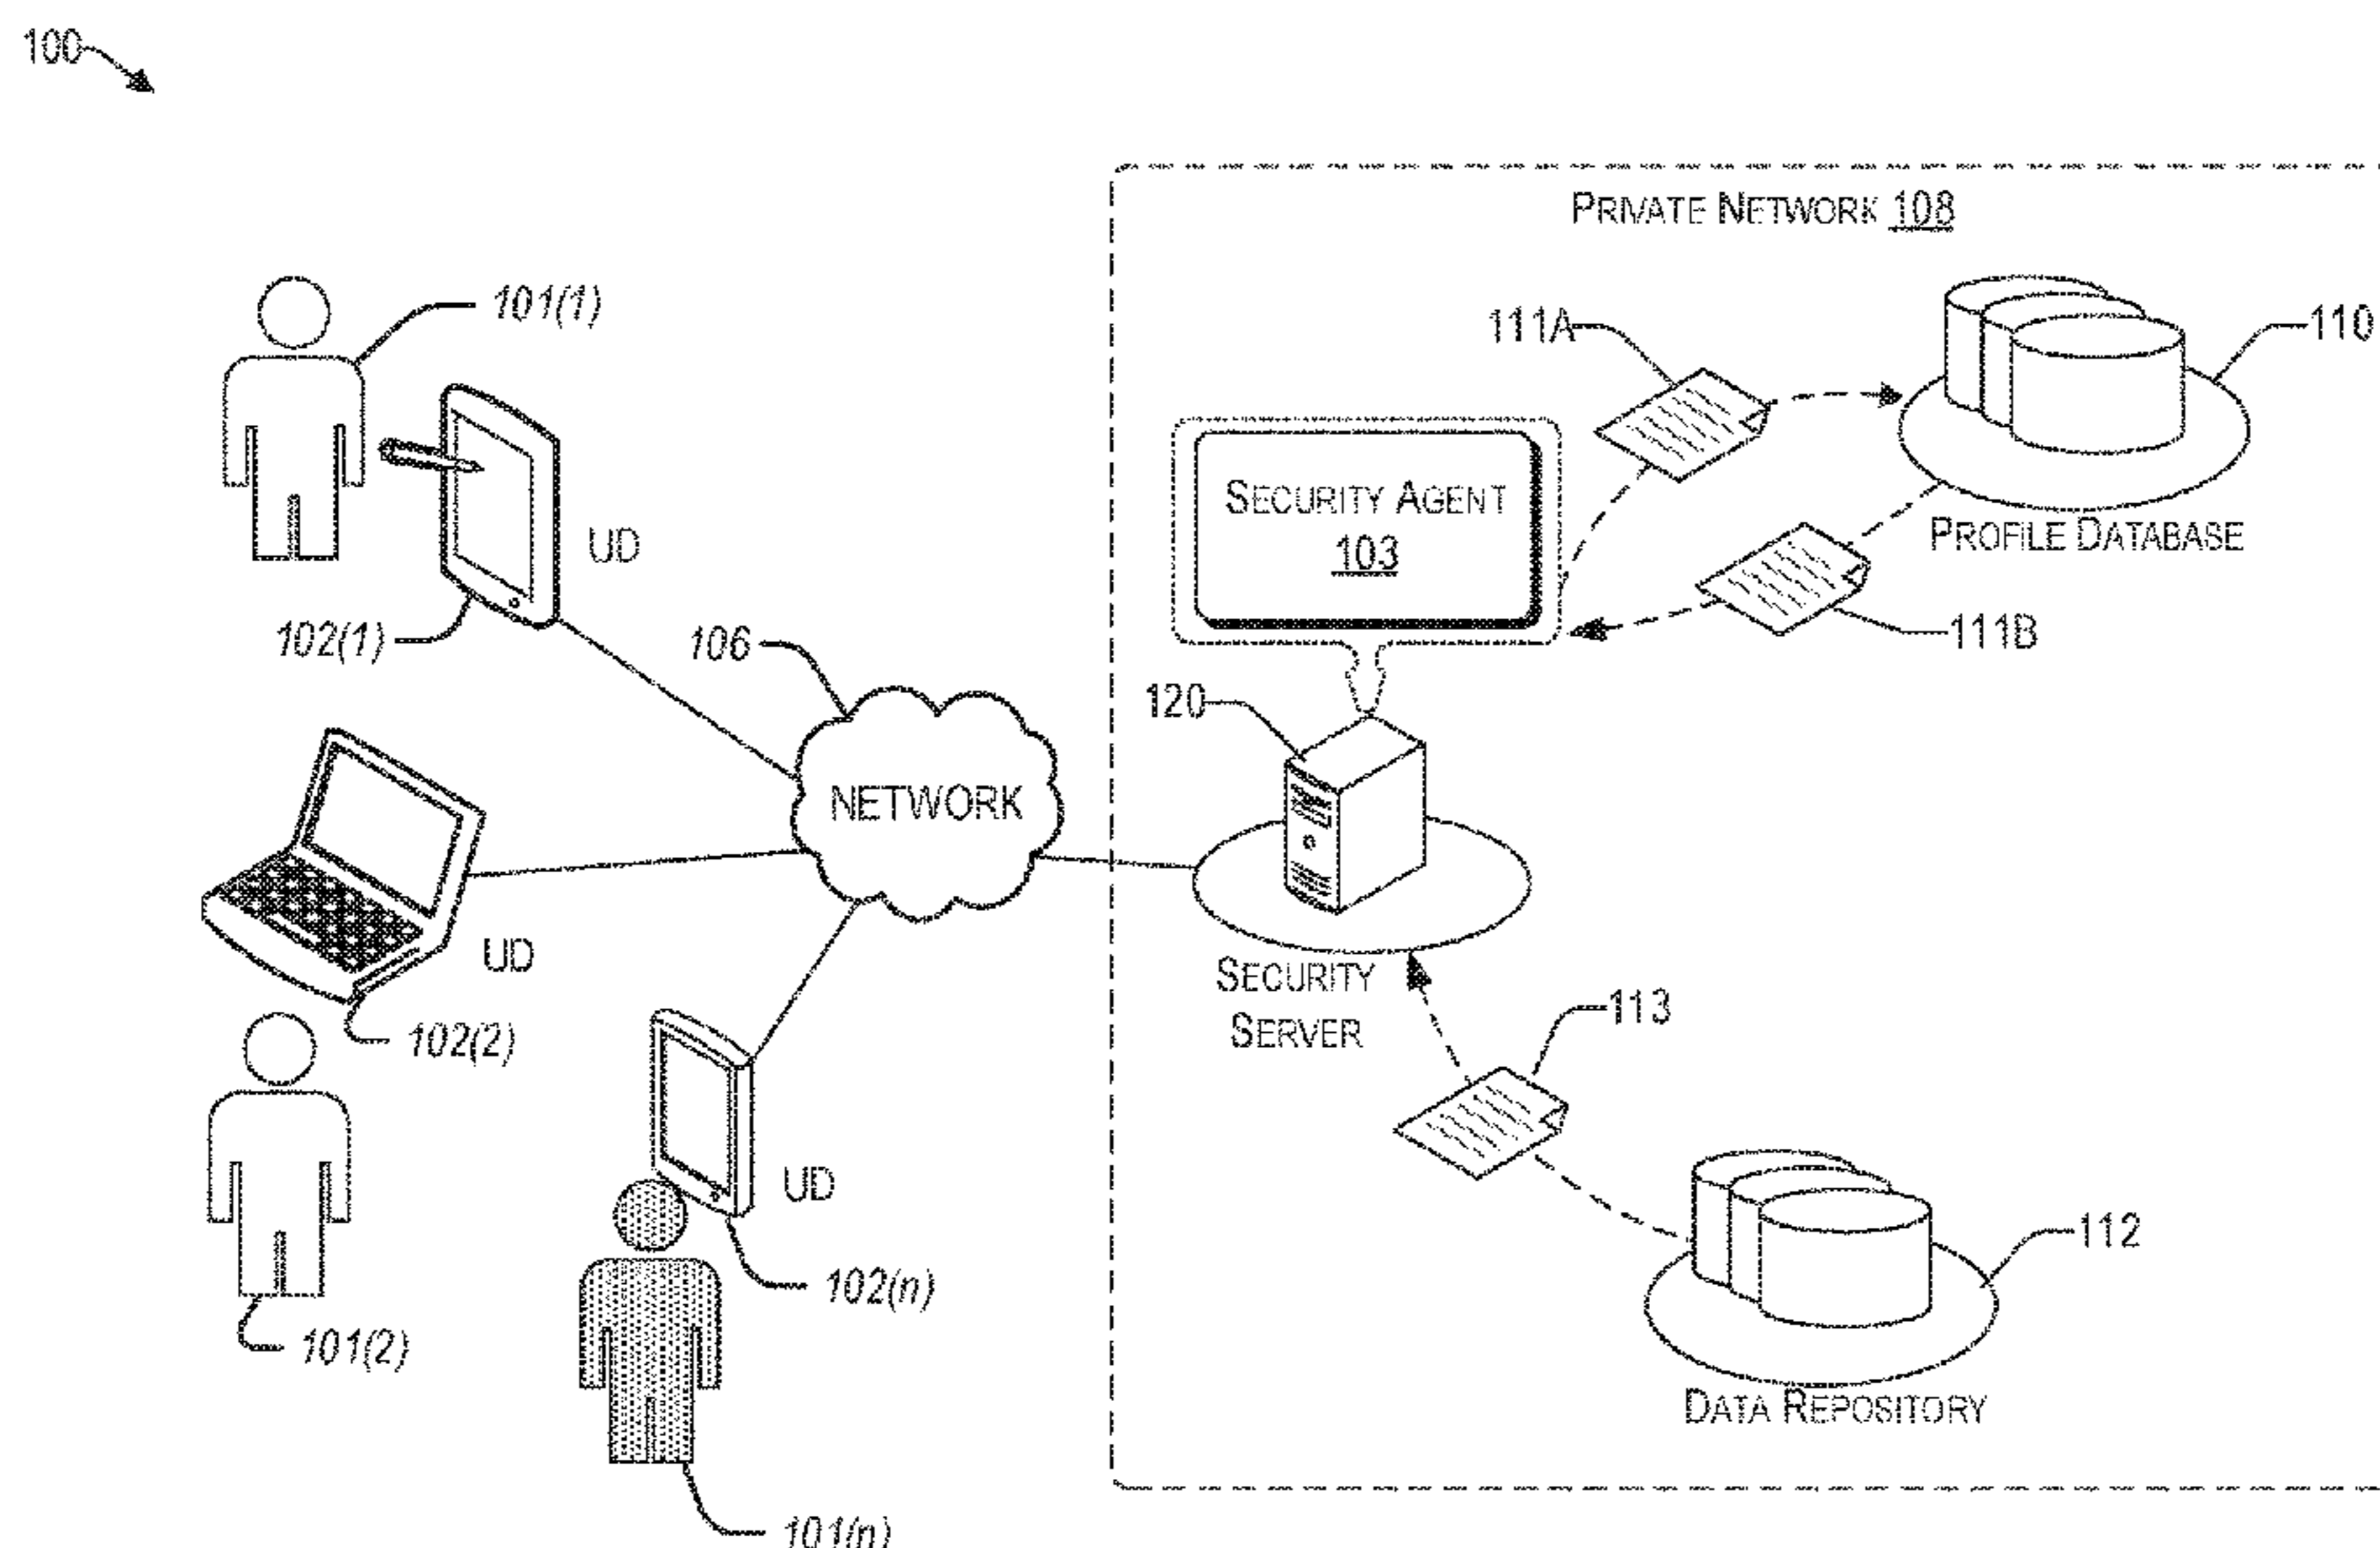 100
PRIVATE NETWORK 108
101(1)
111A
110
SECURITY AGENT
103
PROFILE DATABASE
UD
102(1)
106
111B
120
NETWORK
UD
SECURITY
SERVER
102(2)
113
UD
112
102(n)
101(2)
DATA REPOSITORY
101(n)